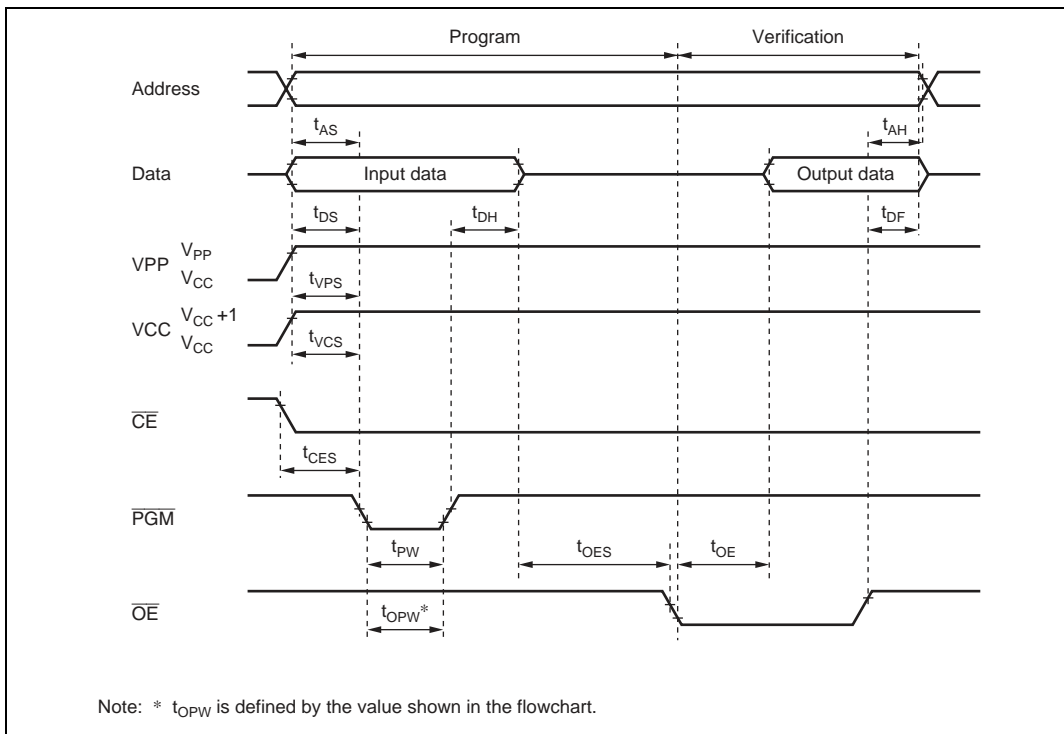 Program Verification
Address
tAS tAH
Data Input data Output data
tDS tDH tDF
VPP VPP
VCC
tVPS
VCC VCC +1
VCC
tVCS
CE
tCES
PGM
tPW tOES tOE
OE
tOPW*
Note: * tOPW is defined by the value shown in the flowchart.